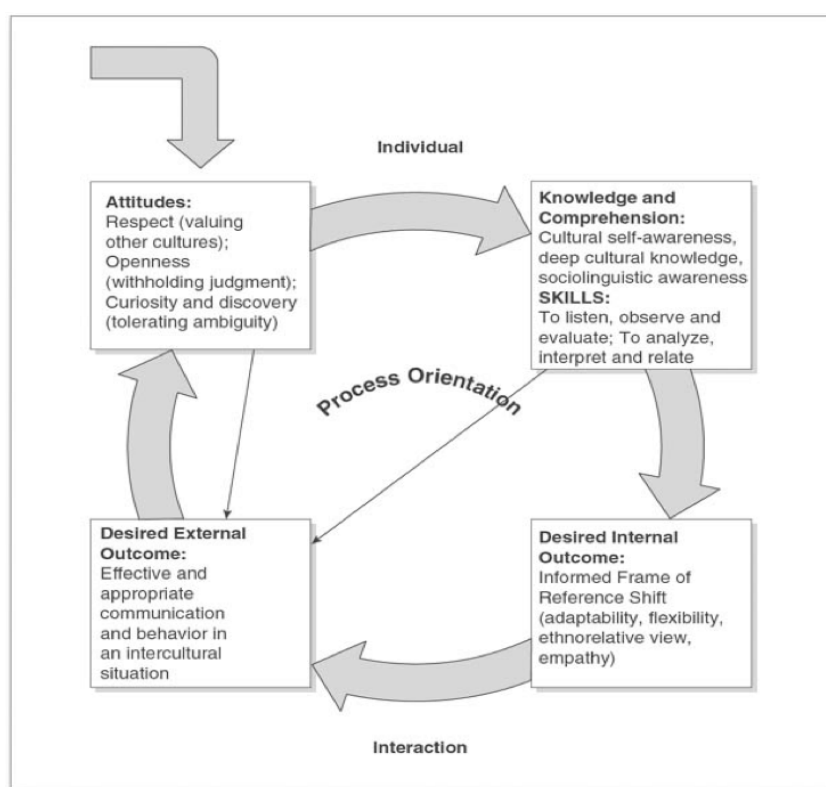 Individual
Attitudes:
Respect (valuing
other cultures);
Openness
(withholding judgment);
Curiosity and discovery
(tolerating ambiguity)
Knowledge and
Comprehension:
Cultural self-awareness,
deep cultural knowledge,
sociolinguistic awareness
SKILLS:
To listen, observe and
evaluate; To analyze,
interpret and relate
Process Orientation
Desired External
Outcome:
Effective and
appropriate
communication
and behavior in
an intercultural
situation
Desired Internal
Outcome:
Informed Frame of
Reference Shift
(adaptability, flexibility,
ethnorelative view,
empathy)
Interaction